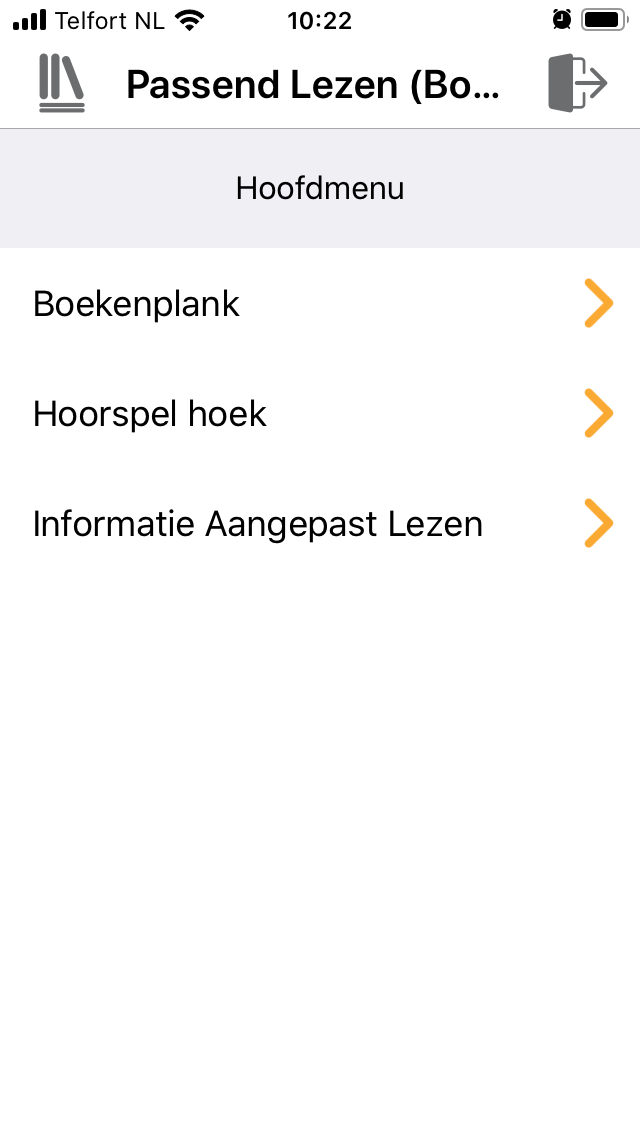 Telfort NL 10:22
Passend Lezen (Bo...
Hoofdmenu
Boekenplank
Hoorspel hoek
Informatie Aangepast Lezen